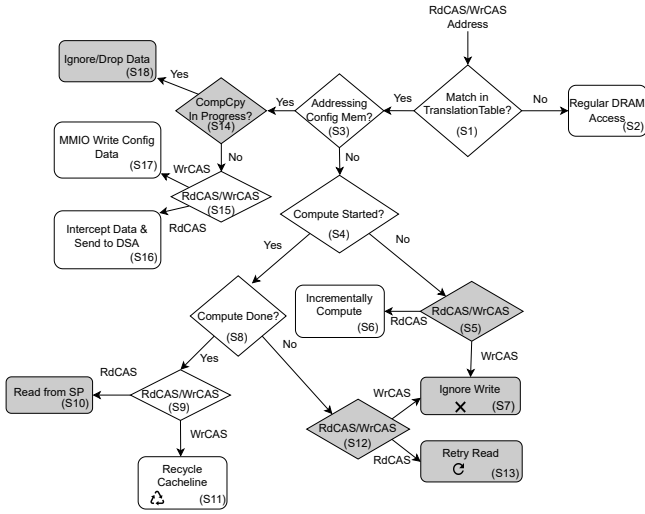 RdCAS/WrCAS
Address
Match in
TranslationTable?
(S1)
No
Regular DRAM
Access
(S2)
Yes
Addressing
Config Mem?
(S3)
Yes
CompCpy
In Progress?
(S14)
Yes
Ignore/Drop Data
(S18)
No
RdCAS/WrCAS
(S15)
WrCAS
MMIO Write Config
Data
(S17)
RdCAS
Intercept Data &
Send to DSA
(S16)
No
Compute Started?
(S4)
Yes
No
RdCAS/WrCAS
(S5)
RdCAS
Incrementally
Compute
(S6)
WrCAS
Ignore Write
(S7)
Compute Done?
(S8)
Yes
No
RdCAS/WrCAS
(S9)
RdCAS
Read from SP
(S10)
WrCAS
Recycle
Cacheline
(S11)
RdCAS/WrCAS
(S12)
WrCAS
RdCAS
Retry Read
(S13)